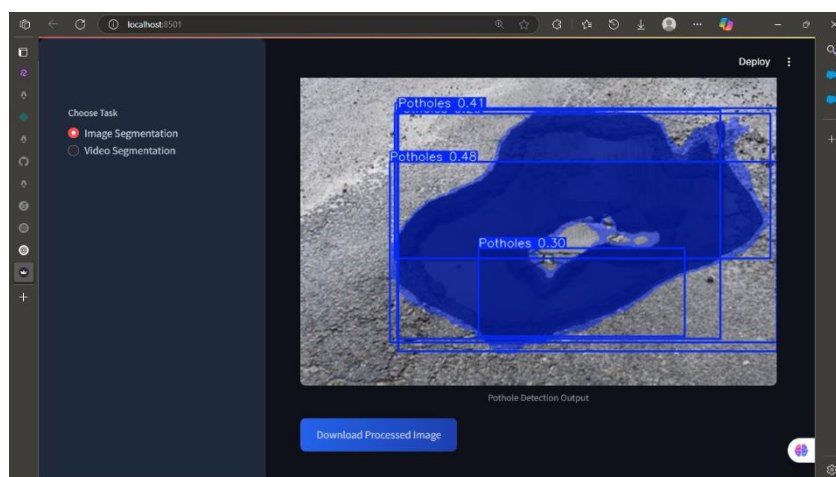 localhost:8501
Deploy
Choose Task
Image Segmentation
Video Segmentation
Potholes 0.41
Potholes 0.48
Potholes 0.30
Pothole Detection Output
Download Processed Image